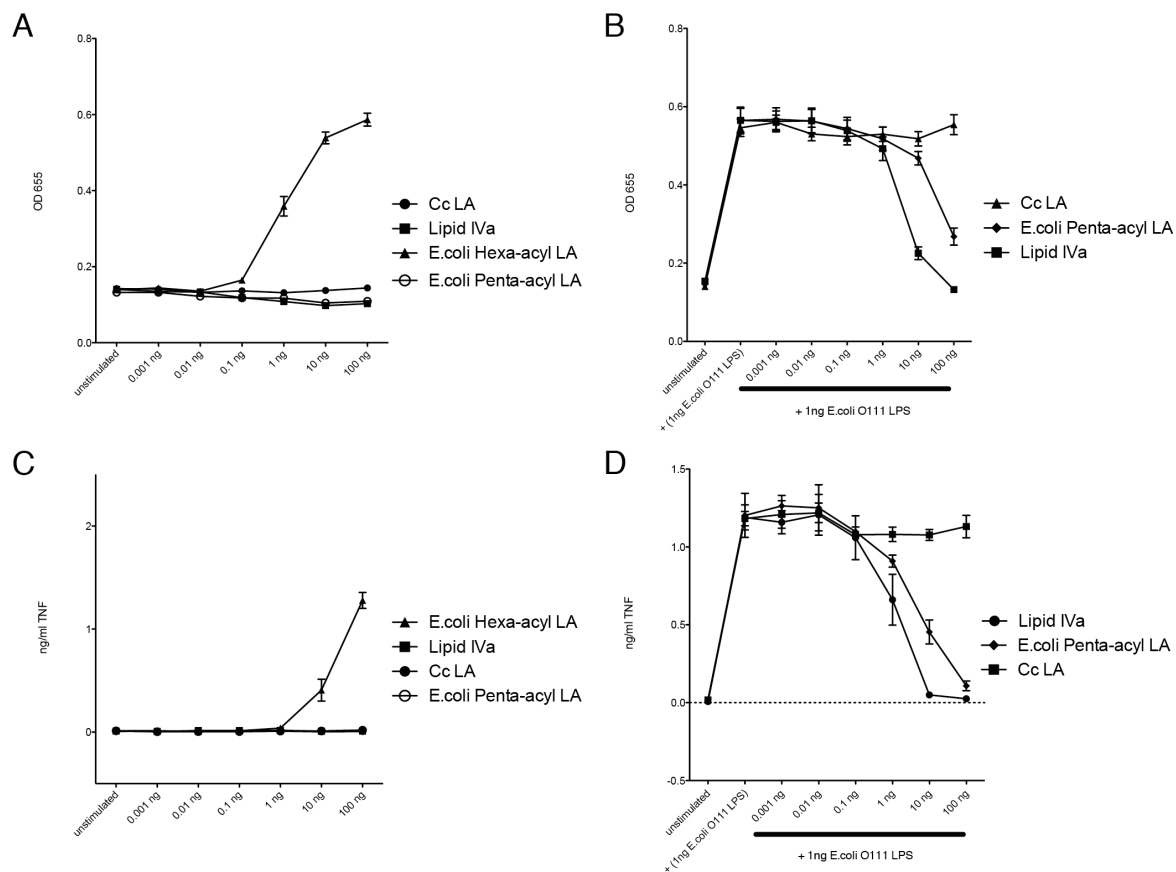 A
0.8
0.6
0.4
0.2
0.0
OD 655
unstimulated
0.001 ng
0.01 ng
0.1 ng
1 ng
10 ng
100 ng
Cc LA
Lipid IVa
E.coli Hexa-acyl LA
E.coli Penta-acyl LA
B
0.8
0.6
0.4
0.2
0.0
OD 655
unstimulated
+ (1ng E.coli O111 LPS)
0.001 ng
0.01 ng
0.1 ng
1 ng
10 ng
100 ng
+ 1ng E.coli O111 LPS
Cc LA
E.coli Penta-acyl LA
Lipid IVa
C
2
1
0
ng/ml TNF
unstimulated
0.001 ng
0.01 ng
0.1 ng
1 ng
10 ng
100 ng
E.coli Hexa-acyl LA
Lipid IVa
Cc LA
E.coli Penta-acyl LA
D
1.5
1.0
0.5
0.0
-0.5
ng/ml TNF
unstimulated
+ (1ng E.coli O111 LPS)
0.001 ng
0.01 ng
0.1 ng
1 ng
10 ng
100 ng
+ 1ng E.coli O111 LPS
Lipid IVa
E.coli Penta-acyl LA
Cc LA